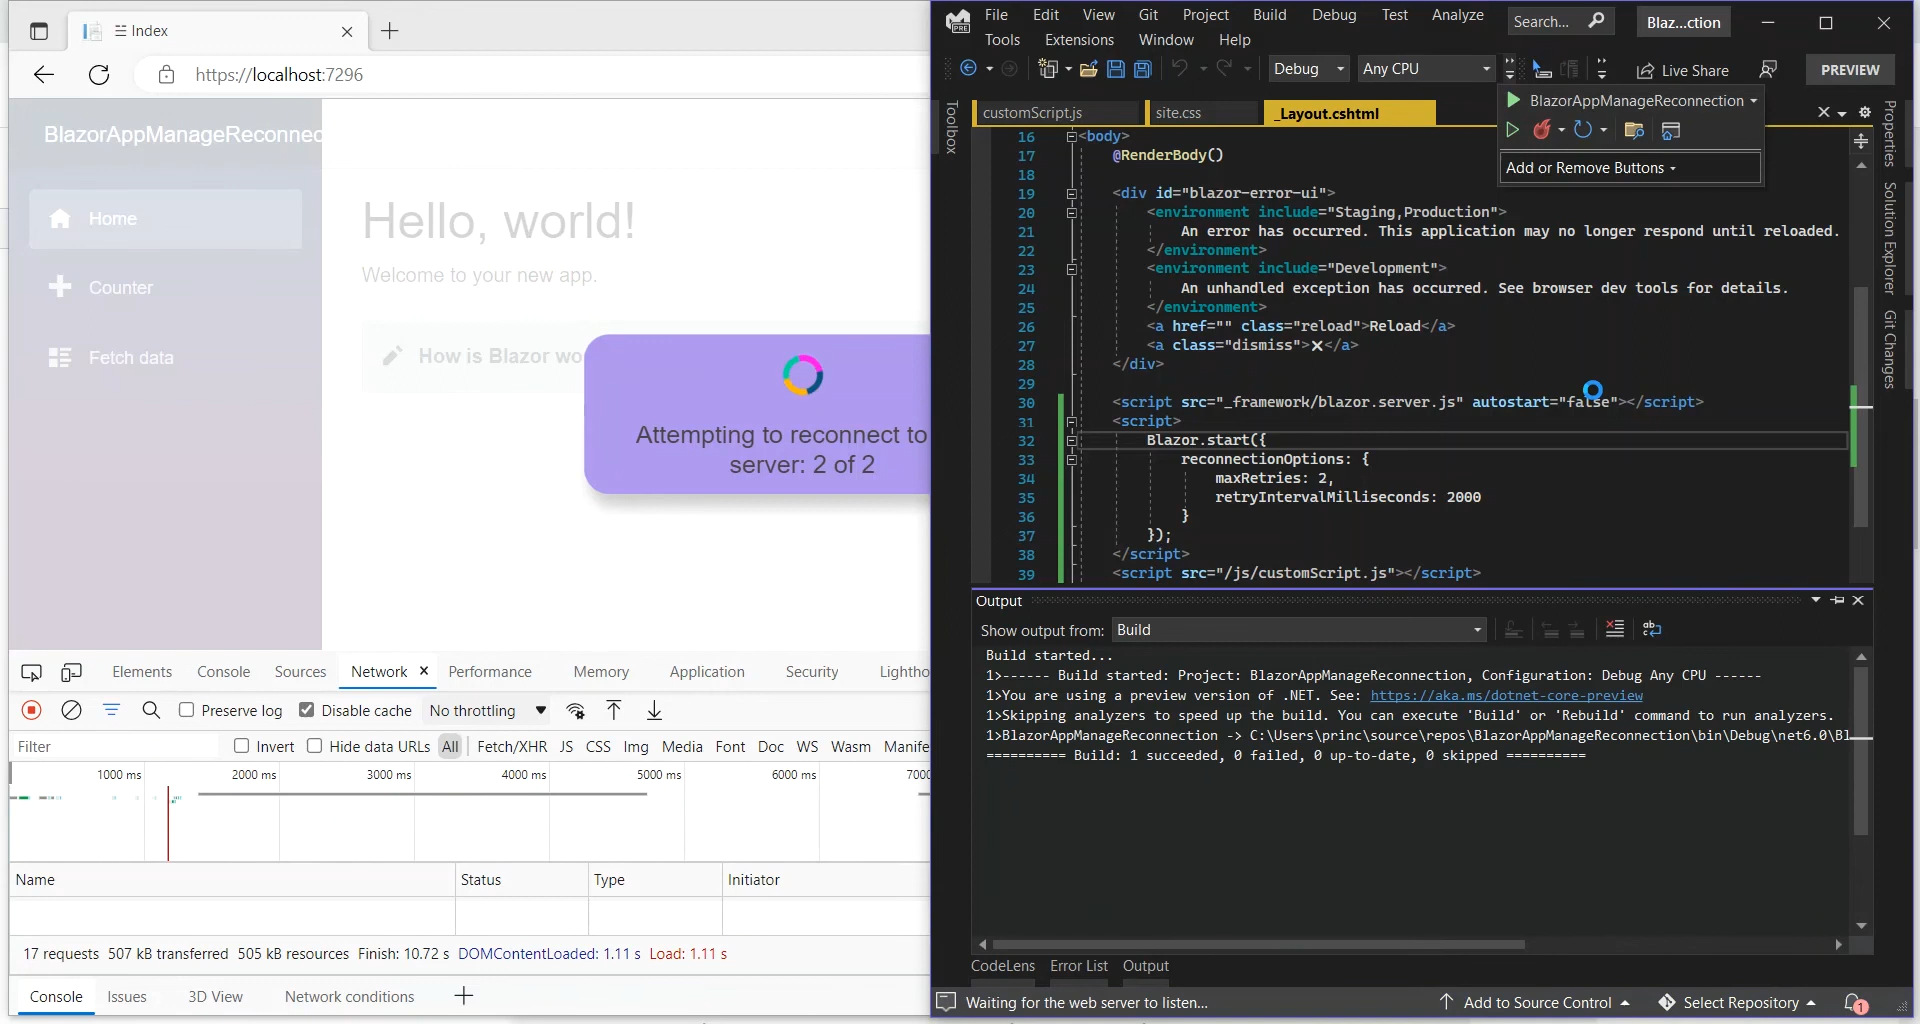 ☵ Index
https://localhost:7296
BlazorAppManageReconnec
Home
Counter
Fetch data
Hello, world!
Welcome to your new app.
How is Blazor wo
Attempting to reconnect to
server: 2 of 2
Elements Console Sources Network Performance Memory Application Security Lightho
Preserve log Disable cache No throttling
Filter Invert Hide data URLs All Fetch/XHR JS CSS Img Media Font Doc WS Wasm Manife
1000 ms 2000 ms 3000 ms 4000 ms 5000 ms 6000 ms 7000
Name Status Type Initiator
17 requests 507 kB transferred 505 kB resources Finish: 10.72 s DOMContentLoaded: 1.11 s Load: 1.11 s
Console Issues 3D View Network conditions
PRE
File Edit View Git Project Build Debug Test Analyze
Tools Extensions Window Help
Search...
Blaz...ction
Debug Any CPU Live Share PREVIEW
BlazorAppManageReconnection
Add or Remove Buttons
Toolbox
Properties
Solution Explorer
Git Changes
customScript.js site.css _Layout.cshtml
16 <body>
17 @RenderBody()
18
19 <div id="blazor-error-ui">
20 <environment include="Staging,Production">
21 An error has occurred. This application may no longer respond until reloaded.
22 </environment>
23 <environment include="Development">
24 An unhandled exception has occurred. See browser dev tools for details.
25 </environment>
26 <a href="" class="reload">Reload</a>
27 <a class="dismiss">🗙</a>
28 </div>
29
30 <script src="_framework/blazor.server.js" autostart="false"></script>
31 <script>
32 Blazor.start({
33 reconnectionOptions: {
34 maxRetries: 2,
35 retryIntervalMilliseconds: 2000
36 }
37 });
38 </script>
39 <script src="/js/customScript.js"></script>
Output
Show output from: Build
Build started...
1>------ Build started: Project: BlazorAppManageReconnection, Configuration: Debug Any CPU ------
1>You are using a preview version of .NET. See: https://aka.ms/dotnet-core-preview
1>Skipping analyzers to speed up the build. You can execute 'Build' or 'Rebuild' command to run analyzers.
1>BlazorAppManageReconnection -> C:\Users\princ\source\repos\BlazorAppManageReconnection\bin\Debug\net6.0\Bl
========== Build: 1 succeeded, 0 failed, 0 up-to-date, 0 skipped ==========
CodeLens Error List Output
Waiting for the web server to listen... Add to Source Control Select Repository 1